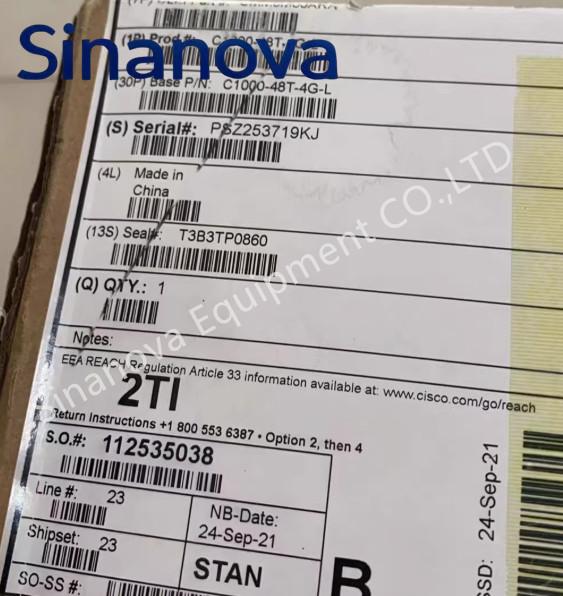 Sinanova
(1P) Prod.#: C1000-48T-
(30P) Base P/N: C1000-48T-4G-L
(S) Serial#: PSZ253719KJ
(4L) Made in
China
(13S) Seal#: T3B3TP0860
(Q) QTY.: 1
Notes:
EEA REACH Regulation Article 33 information available at: www.cisco.com/go/reach
2TI
Return Instructions +1 800 553 6387 • Option 2, then 4
S.O.#: 112535038
Line #: 23
NB-Date:
24-Sep-21
Shipset: 23
STAN
SO-SS #:
B
SSD: 24-Sep-21
Sinanova Equipment CO.,LTD